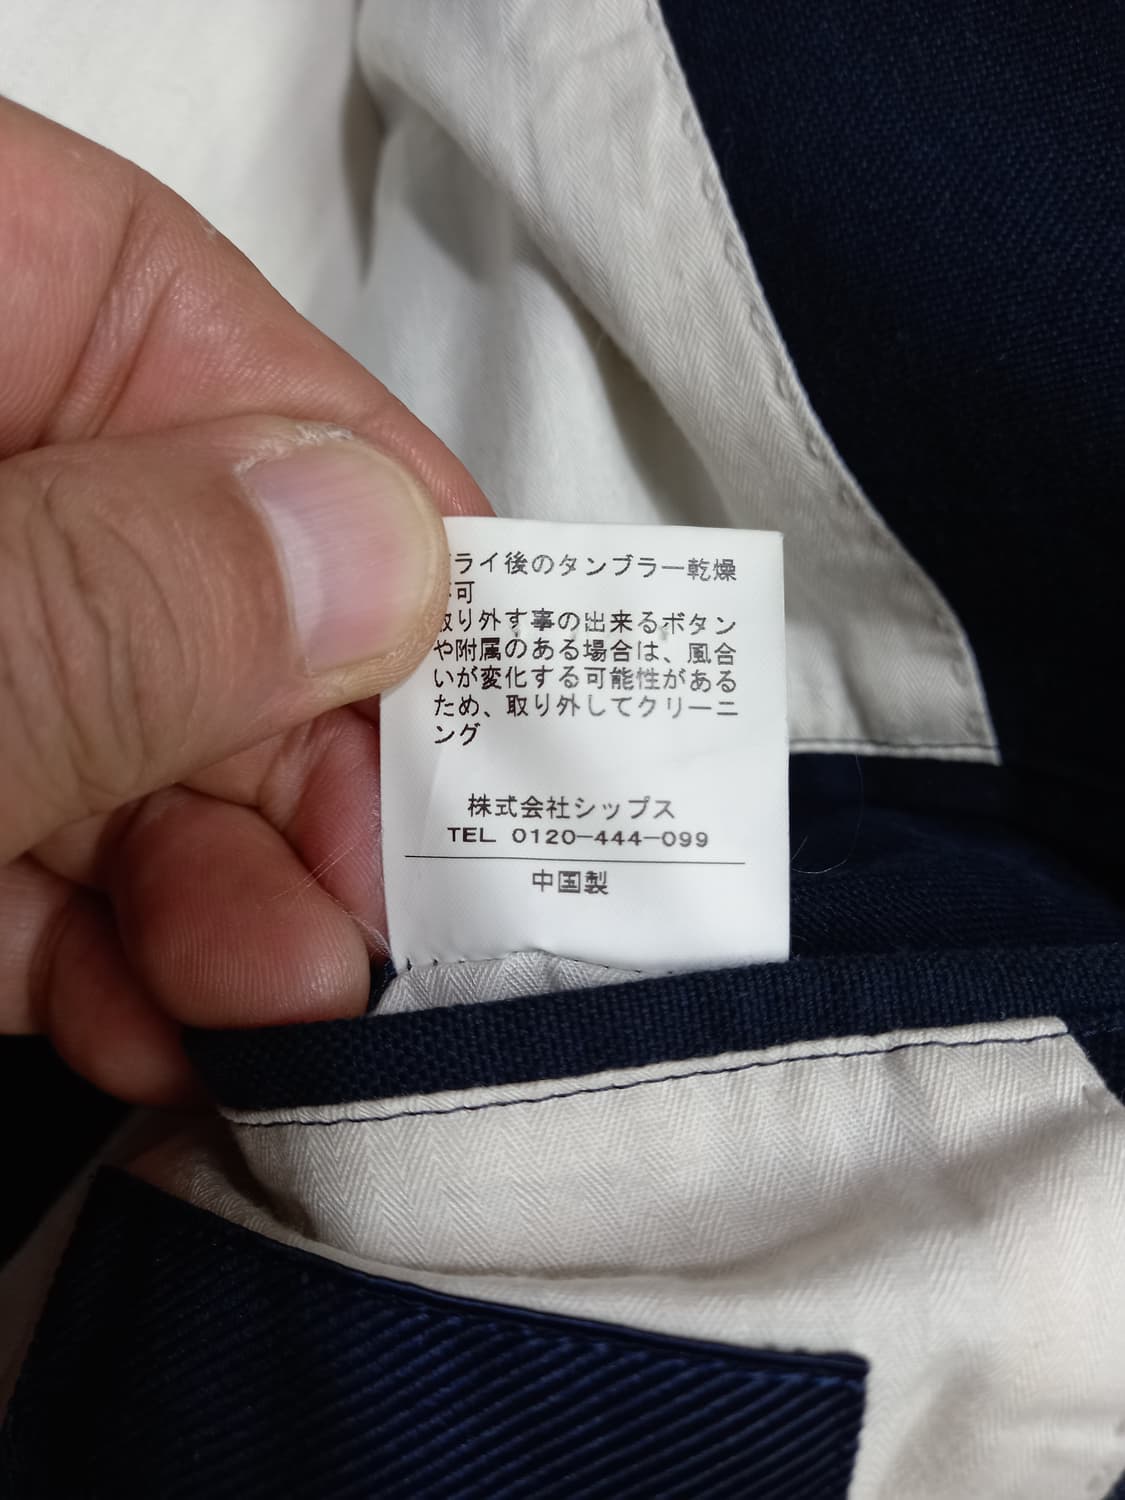 ライ後のタンブラー乾燥
不可
取り外す事の出来るボタン
や附属のある場合は、風合
いが変化する可能性がある
ため、取り外してクリーニ
ング
株式会社シップス
TEL 0120-444-099
中国製